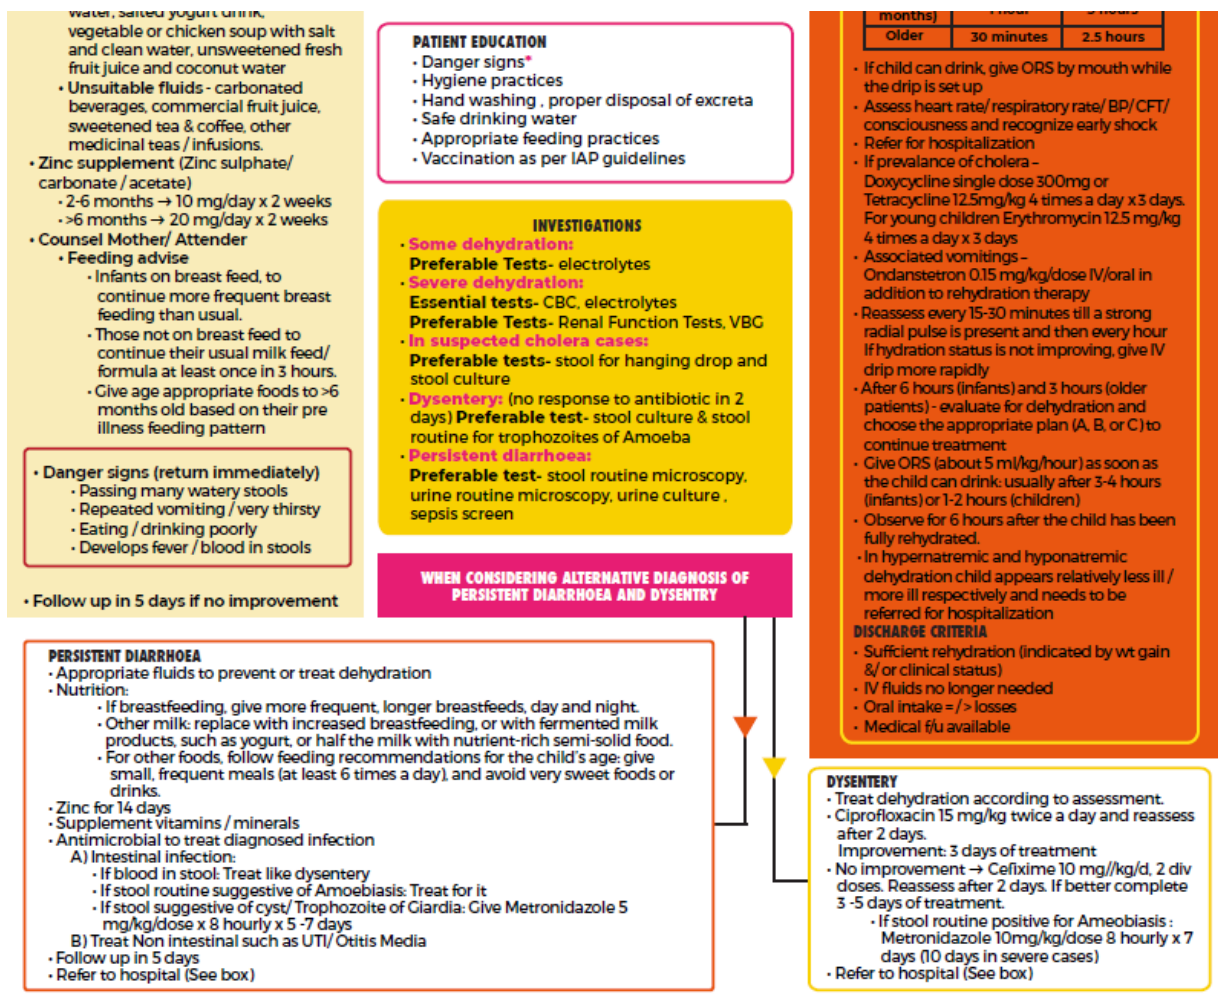 water, salted yogurt drink,
vegetable or chicken soup with salt
and clean water, unsweetened fresh
fruit juice and coconut water
• Unsuitable fluids - carbonated
beverages, commercial fruit juice,
sweetened tea & coffee, other
medicinal teas / infusions.
• Zinc supplement (Zinc sulphate/
carbonate / acetate)
• 2-6 months → 10 mg/day x 2 weeks
• >6 months → 20 mg/day x 2 weeks
• Counsel Mother/ Attender
• Feeding advise
• Infants on breast feed, to
continue more frequent breast
feeding than usual.
• Those not on breast feed to
continue their usual milk feed/
formula at least once in 3 hours.
• Give age appropriate foods to >6
months old based on their pre
illness feeding pattern
• Danger signs (return immediately)
• Passing many watery stools
• Repeated vomiting / very thirsty
• Eating / drinking poorly
• Develops fever / blood in stools
• Follow up in 5 days if no improvement
PATIENT EDUCATION
• Danger signs*
• Hygiene practices
• Hand washing , proper disposal of excreta
• Safe drinking water
• Appropriate feeding practices
• Vaccination as per IAP guidelines
INVESTIGATIONS
• Some dehydration:
Preferable Tests- electrolytes
• Severe dehydration:
Essential tests- CBC, electrolytes
Preferable Tests- Renal Function Tests, VBG
• In suspected cholera cases:
Preferable tests- stool for hanging drop and
stool culture
• Dysentery: (no response to antibiotic in 2
days) Preferable test- stool culture & stool
routine for trophozoites of Amoeba
• Persistent diarrhoea:
Preferable test- stool routine microscopy,
urine routine microscopy, urine culture ,
sepsis screen
WHEN CONSIDERING ALTERNATIVE DIAGNOSIS OF
PERSISTENT DIARRHOEA AND DYSENTRY
months) 1 hour 5 hours
Older 30 minutes 2.5 hours
• If child can drink, give ORS by mouth while
the drip is set up
• Assess heart rate/ respiratory rate/ BP/CFT/
consciousness and recognize early shock
• Refer for hospitalization
• If prevalance of cholera –
Doxycycline single dose 300mg or
Tetracycline 12.5mg/kg 4 times a day x 3 days.
For young children Erythromycin 12.5 mg/kg
4 times a day x 3 days
• Associated vomitings –
Ondanstetron 0.15 mg/kg/dose IV/oral in
addition to rehydration therapy
• Reassess every 15-30 minutes till a strong
radial pulse is present and then every hour
If hydration status is not improving, give IV
drip more rapidly
• After 6 hours (infants) and 3 hours (older
patients) - evaluate for dehydration and
choose the appropriate plan (A, B, or C) to
continue treatment
• Give ORS (about 5 ml/kg/hour) as soon as
the child can drink: usually after 3-4 hours
(infants) or 1-2 hours (children)
• Observe for 6 hours after the child has been
fully rehydrated.
• In hypernatremic and hyponatremic
dehydration child appears relatively less ill /
more ill respectively and needs to be
referred for hospitalization
DISCHARGE CRITERIA
• Suffcient rehydration (indicated by wt gain
&/ or clinical status)
• IV fluids no longer needed
• Oral intake = / > losses
• Medical f/u available
PERSISTENT DIARRHOEA
• Appropriate fluids to prevent or treat dehydration
• Nutrition:
• If breastfeeding, give more frequent, longer breastfeeds, day and night.
• Other milk: replace with increased breastfeeding, or with fermented milk
products, such as yogurt, or half the milk with nutrient-rich semi-solid food.
• For other foods, follow feeding recommendations for the child's age: give
small, frequent meals (at least 6 times a day), and avoid very sweet foods or
drinks.
• Zinc for 14 days
• Supplement vitamins / minerals
• Antimicrobial to treat diagnosed infection
A) Intestinal infection:
• If blood in stool: Treat like dysentery
• If stool routine suggestive of Amoebiasis: Treat for it
• If stool suggestive of cyst/ Trophozoite of Giardia: Give Metronidazole 5
mg/kg/dose x 8 hourly x 5 -7 days
B) Treat Non intestinal such as UTI/ Otitis Media
• Follow up in 5 days
• Refer to hospital (See box)
DYSENTERY
• Treat dehydration according to assessment.
• Ciprofloxacin 15 mg/kg twice a day and reassess
after 2 days.
Improvement: 3 days of treatment
• No improvement → Cefixime 10 mg//kg/d, 2 div
doses. Reassess after 2 days. If better complete
3 -5 days of treatment.
• If stool routine positive for Ameobiasis :
Metronidazole 10mg/kg/dose 8 hourly x 7
days (10 days in severe cases)
• Refer to hospital (See box)